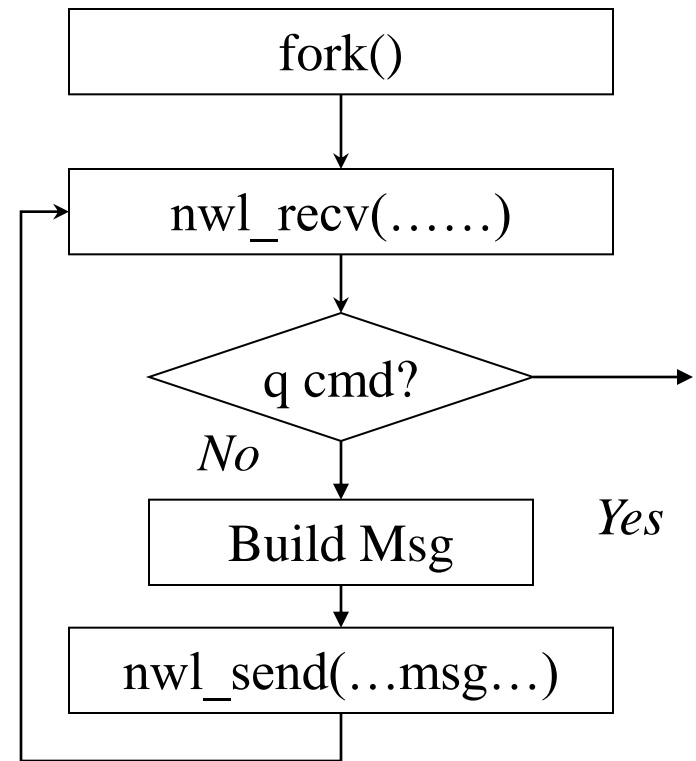 fork()
nwl_recv(……)
q cmd?
No
Yes
Build Msg
nwl_send(…msg…)